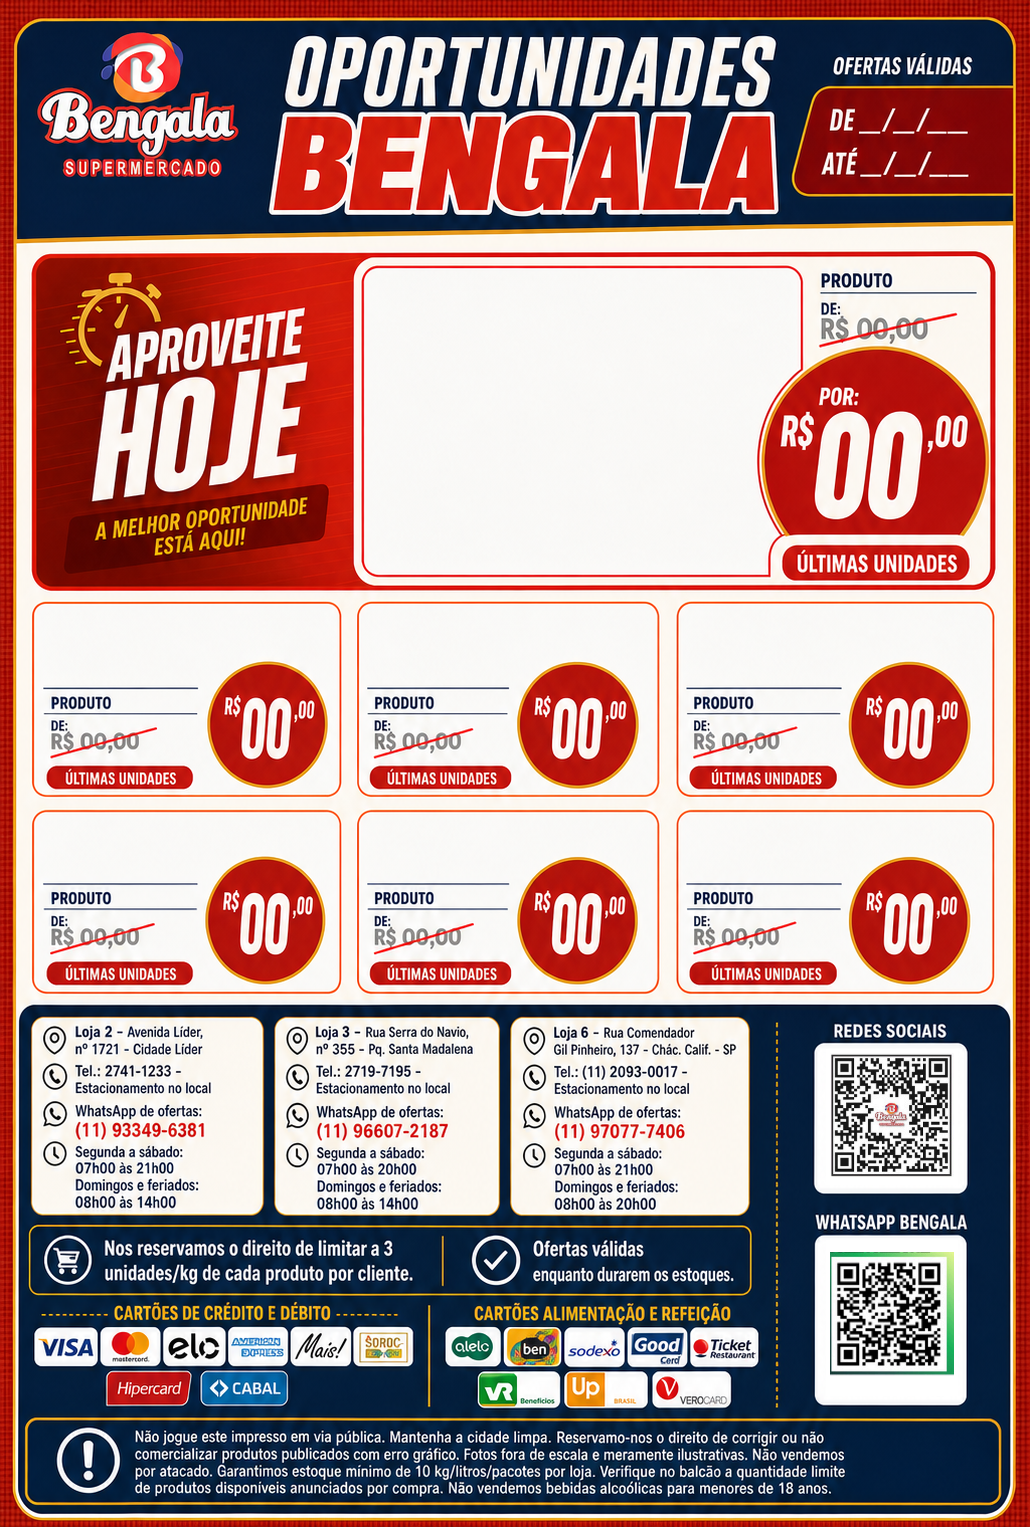 B
Bengala
SUPERMERCADO
OPORTUNIDADES
BENGALA
OFERTAS VÁLIDAS
DE __/__/___
ATÉ __/__/___
APROVEITE
HOJE
A MELHOR OPORTUNIDADE
ESTÁ AQUI!
PRODUTO
DE:
R$ 00,00
POR:
R$ 00,00
ÚLTIMAS UNIDADES
PRODUTO
DE:
R$ 00,00
ÚLTIMAS UNIDADES
R$ 00,00
PRODUTO
DE:
R$ 00,00
ÚLTIMAS UNIDADES
R$ 00,00
PRODUTO
DE:
R$ 00,00
ÚLTIMAS UNIDADES
R$ 00,00
PRODUTO
DE:
R$ 00,00
ÚLTIMAS UNIDADES
R$ 00,00
PRODUTO
DE:
R$ 00,00
ÚLTIMAS UNIDADES
R$ 00,00
PRODUTO
DE:
R$ 00,00
ÚLTIMAS UNIDADES
R$ 00,00
Loja 2 - Avenida Líder,
nº 1721 - Cidade Líder
Tel.: 2741-1233 -
Estacionamento no local
WhatsApp de ofertas:
(11) 93349-6381
Segunda a sábado:
07h00 às 21h00
Domingos e feriados:
08h00 às 14h00
Loja 3 - Rua Serra do Navio,
nº 355 - Pq. Santa Madalena
Tel.: 2719-7195 -
Estacionamento no local
WhatsApp de ofertas:
(11) 96607-2187
Segunda a sábado:
07h00 às 20h00
Domingos e feriados:
08h00 às 14h00
Loja 6 - Rua Comendador
Gil Pinheiro, 137 - Chác. Calif. - SP
Tel.: (11) 2093-0017 -
Estacionamento no local
WhatsApp de ofertas:
(11) 97077-7406
Segunda a sábado:
07h00 às 21h00
Domingos e feriados:
08h00 às 20h00
REDES SOCIAIS
Bengala
WHATSAPP BENGALA
Nos reservamos o direito de limitar a 3
unidades/kg de cada produto por cliente.
Ofertas válidas
enquanto durarem os estoques.
CARTÕES DE CRÉDITO E DÉBITO
VISA
mastercard.
elo
AMERICAN
EXPRESS
Mais!
SOROC-
Hipercard
CABAL
CARTÕES ALIMENTAÇÃO E REFEIÇÃO
alelo
ben
sodexo
Good
Card
Ticket
Restaurant
VR
Benefícios
Up
BRASIL
VEROCARD
Não jogue este impresso em via pública. Mantenha a cidade limpa. Reservamo-nos o direito de corrigir ou não
comercializar produtos publicados com erro gráfico. Fotos fora de escala e meramente ilustrativas. Não vendemos
por atacado. Garantimos estoque mínimo de 10 kg/litros/pacotes por loja. Verifique no balcão a quantidade limite
de produtos disponíveis anunciados por compra. Não vendemos bebidas alcoólicas para menores de 18 anos.